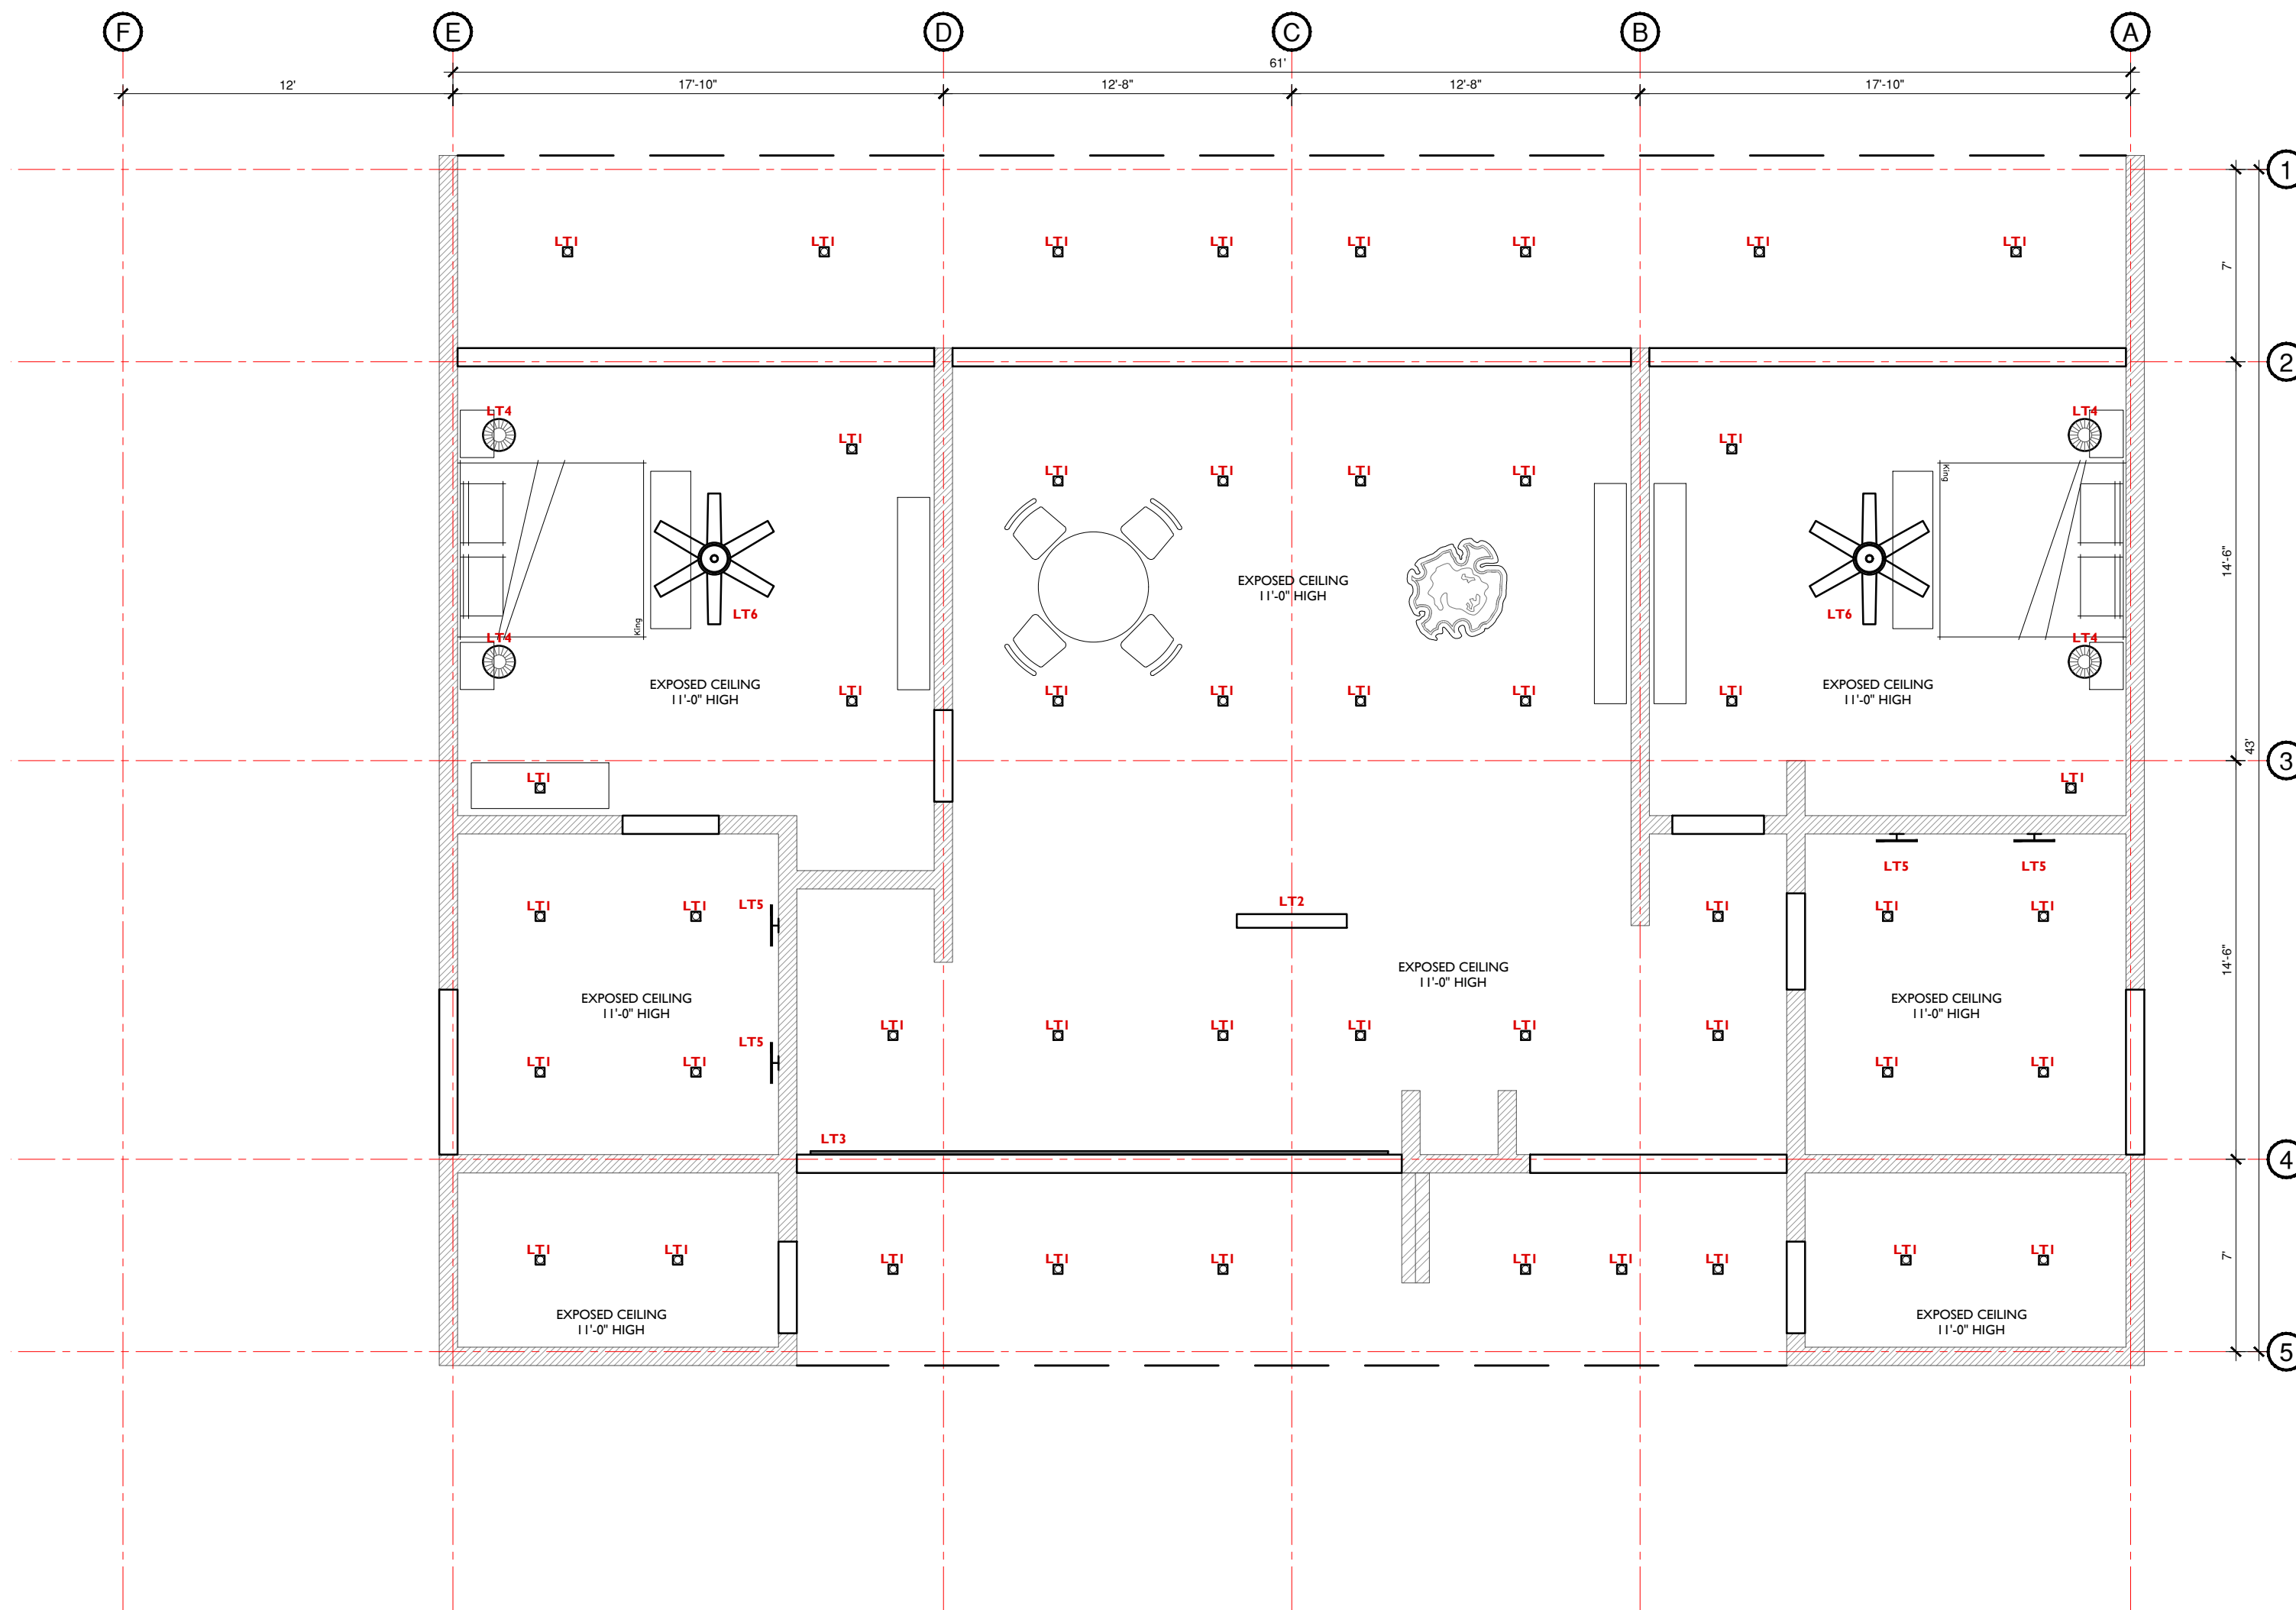 F E D C B A
61'
12' 17'-10" 12'-8" 12'-8" 17'-10"
1
LT1 LT1 LT1 LT1 LT1 LT1 LT1 LT1
7'
2
LT4 LT4
LT1 LT1
LT1 LT1 LT1 LT1
King King
14'-6"
EXPOSED CEILING
11'-0" HIGH
LT6 LT6
LT4 LT4
EXPOSED CEILING
11'-0" HIGH
EXPOSED CEILING
11'-0" HIGH
LT1 LT1 LT1 LT1 LT1 LT1
43'
3
LT1 LT1
LT5 LT5
LT2
LT1 LT1 LT5 LT1 LT1 LT1
14'-6"
EXPOSED CEILING
11'-0" HIGH
EXPOSED CEILING
11'-0" HIGH
EXPOSED CEILING
11'-0" HIGH
LT1 LT1 LT1 LT1 LT1 LT1
LT5
LT1 LT1 LT1 LT1
LT3
4
LT1 LT1 LT1 LT1
LT1 LT1 LT1 LT1 LT1 LT1
7'
EXPOSED CEILING
11'-0" HIGH
EXPOSED CEILING
11'-0" HIGH
5